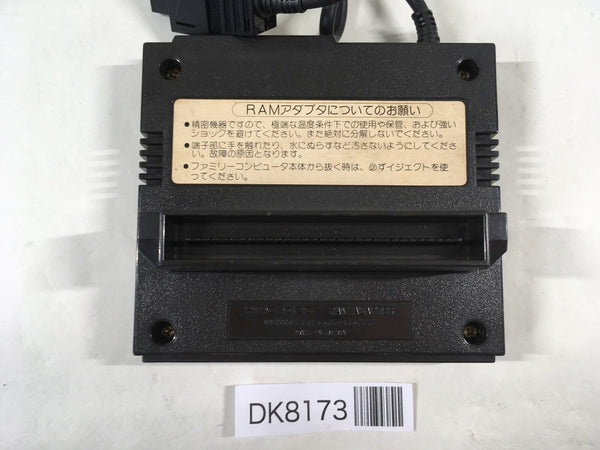 RAMアダプタについてのお願い
●精密機器ですので、極端な温度条件下での使用や保管、および強い
ショックを避けてください。また絶対に分解しないでください。
●端子部に手を触れたり、水にぬらすなど汚さないようにしてくださ
い。故障の原因となります。
●ファミリーコンピュータ本体から抜く時は、必ずイジェクトを使
ってください。
RAM ADAPTER
DK8173